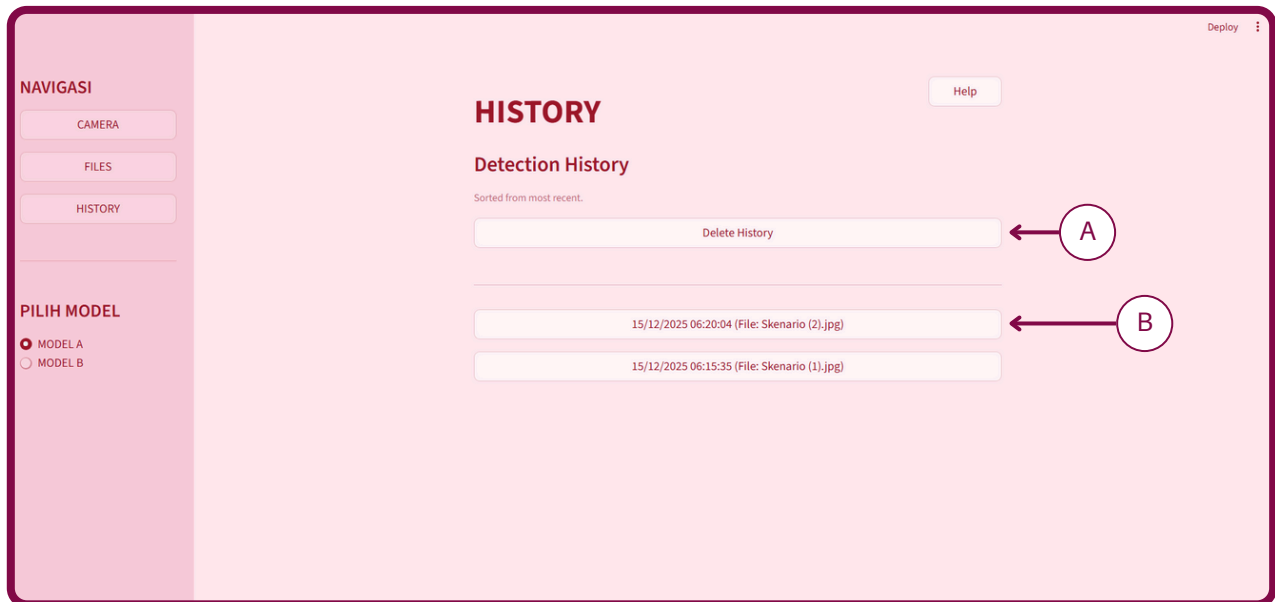 Deploy
NAVIGASI
CAMERA
FILES
HISTORY
PILIH MODEL
MODEL A
MODEL B
Help
HISTORY
Detection History
Sorted from most recent.
Delete History
A
15/12/2025 06:20:04 (File: Skenario (2).jpg)
B
15/12/2025 06:15:35 (File: Skenario (1).jpg)